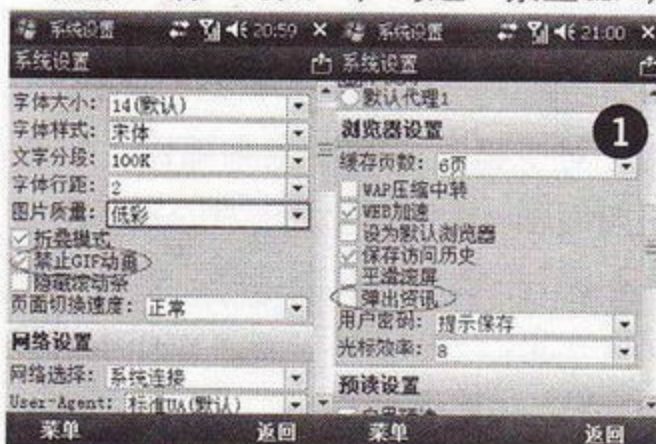 系统设置 20:59
系统设置
字体大小: 14(默认)
字体样式: 宋体
文字分段: 100K
字体行距: 2
图片质量: 低彩
折叠模式
禁止GIF动画
隐藏滚动条
页面切换速度: 正常
网络设置
网络选择: 系统连接
User-Agent: 标准UA(默认)
菜单 返回
系统设置 21:00
系统设置
默认代理1
浏览器设置
1
缓存页数: 6页
WAP压缩中转
WEB加速
设为默认浏览器
保存访问历史
平滑滚屏
弹出资讯
用户密码: 提示保存
光标效率: 8
预读设置
菜单 返回